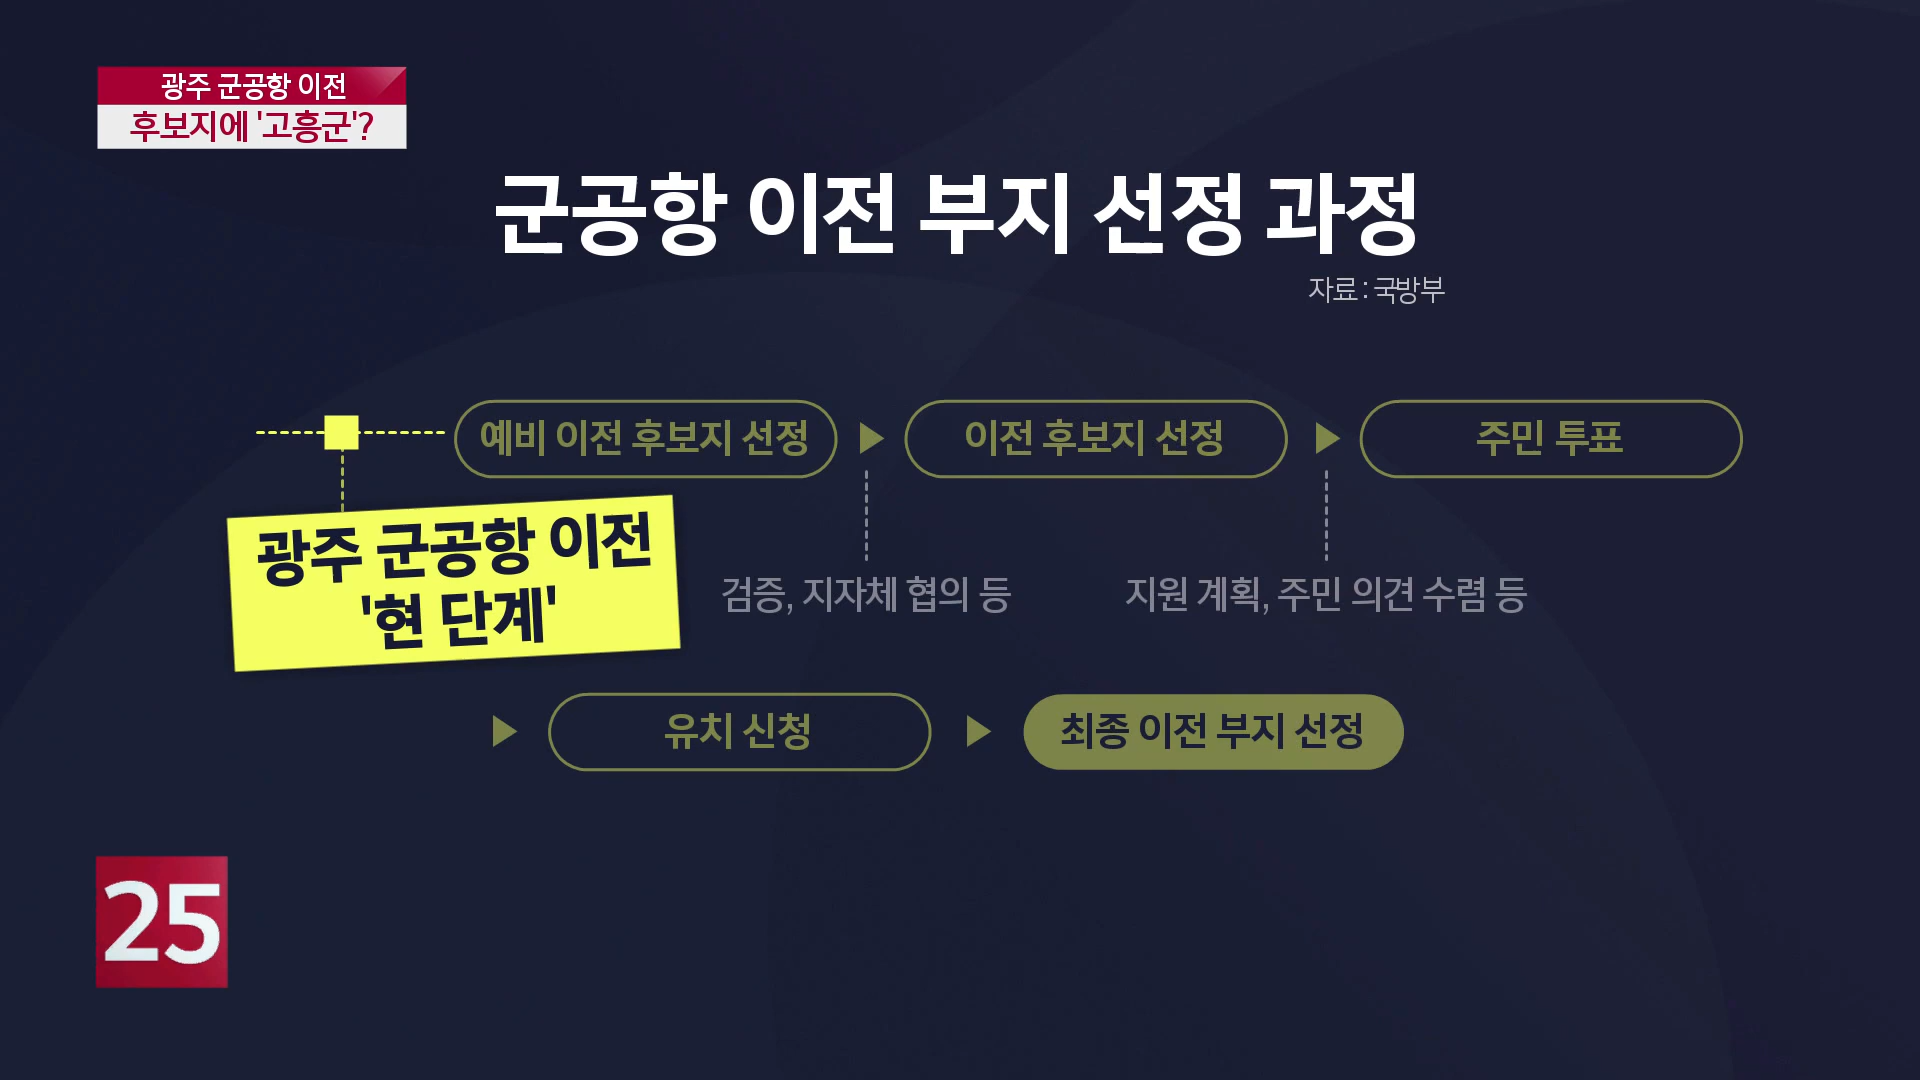 광주 군공항 이전
후보지에 '고흥군'?
군공항 이전 부지 선정 과정
자료 : 국방부
예비 이전 후보지 선정
이전 후보지 선정
주민 투표
광주 군공항 이전
'현 단계'
검증, 지자체 협의 등
지원 계획, 주민 의견 수렴 등
유치 신청
최종 이전 부지 선정
25